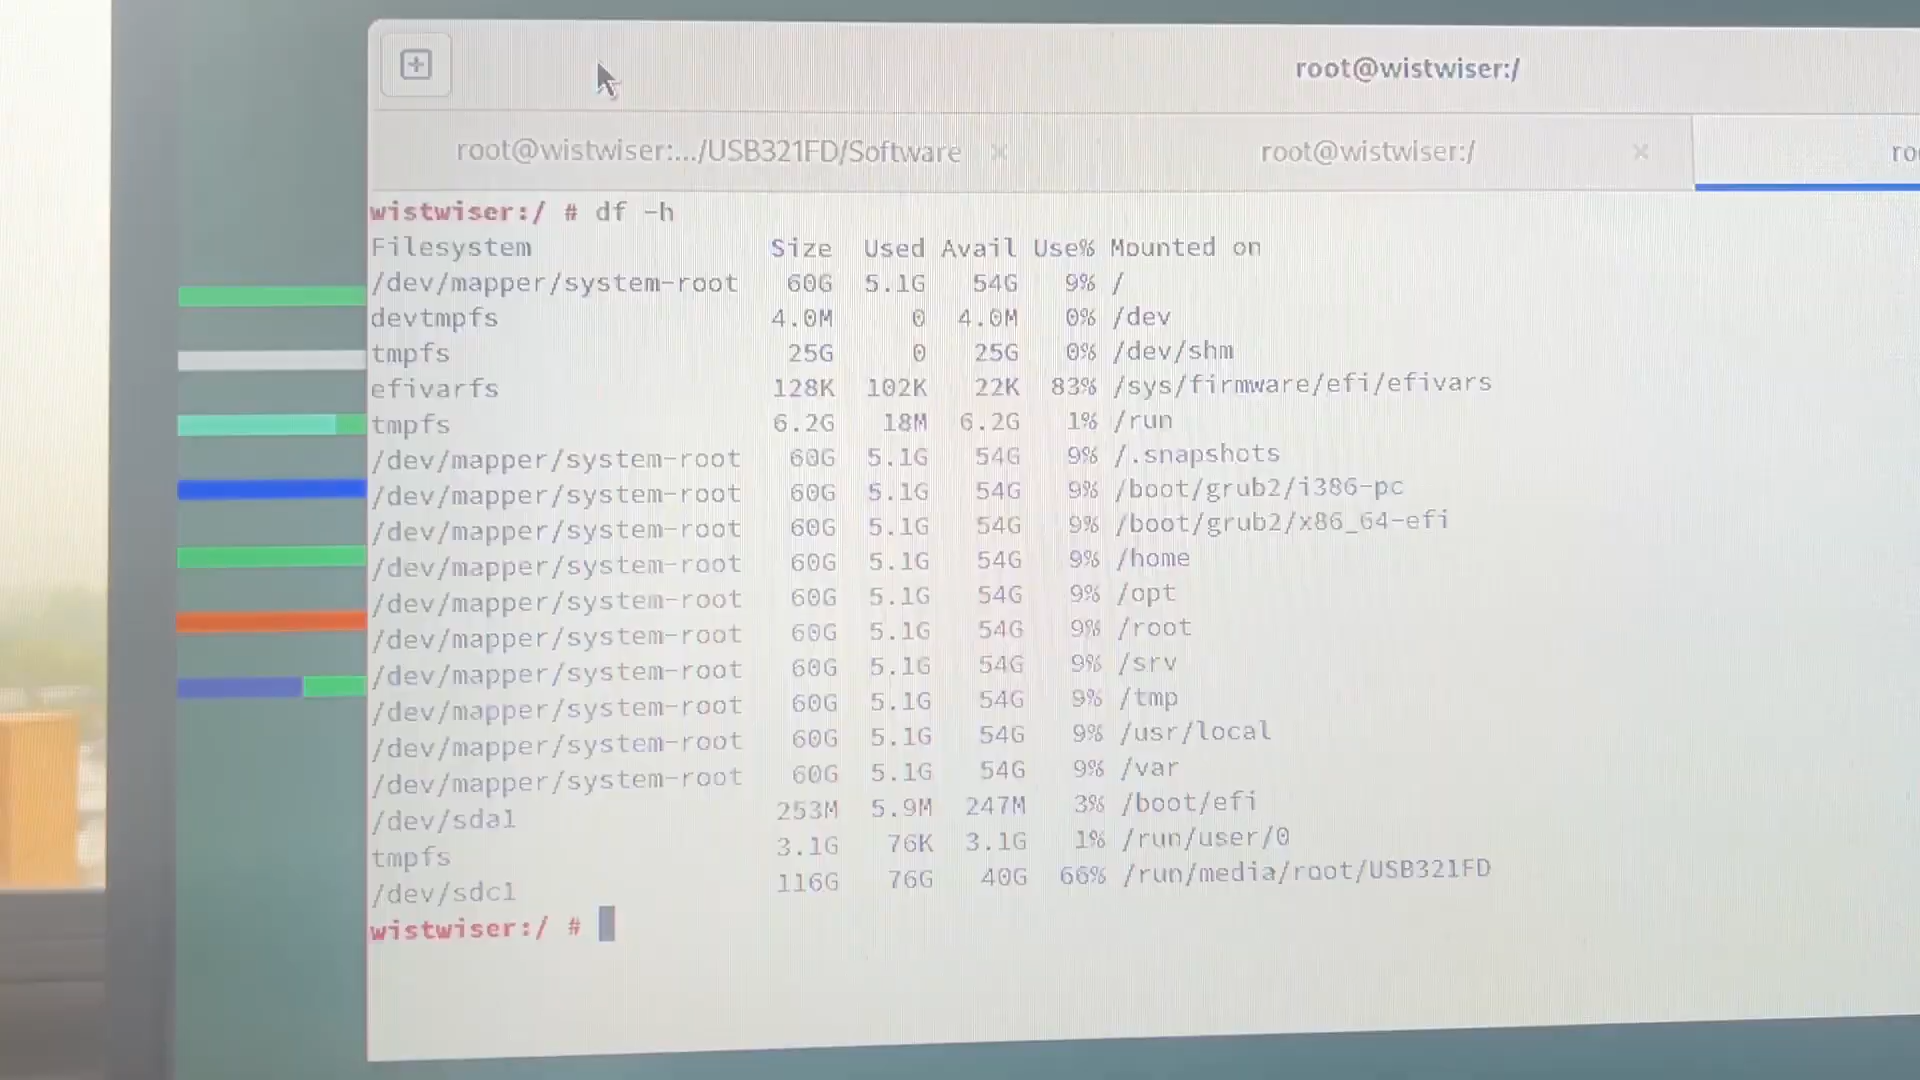 root@wistwiser:/
root@wistwiser:.../USB321FD/Software × root@wistwiser:/ ×
wistwiser:/ # df -h
Filesystem Size Used Avail Use% Mounted on
/dev/mapper/system-root 60G 5.1G 54G 9% /
devtmpfs 4.0M 0 4.0M 0% /dev
tmpfs 25G 0 25G 0% /dev/shm
efivarfs 128K 102K 22K 83% /sys/firmware/efi/efivars
tmpfs 6.2G 18M 6.2G 1% /run
/dev/mapper/system-root 60G 5.1G 54G 9% /.snapshots
/dev/mapper/system-root 60G 5.1G 54G 9% /boot/grub2/i386-pc
/dev/mapper/system-root 60G 5.1G 54G 9% /boot/grub2/x86_64-efi
/dev/mapper/system-root 60G 5.1G 54G 9% /home
/dev/mapper/system-root 60G 5.1G 54G 9% /opt
/dev/mapper/system-root 60G 5.1G 54G 9% /root
/dev/mapper/system-root 60G 5.1G 54G 9% /srv
/dev/mapper/system-root 60G 5.1G 54G 9% /tmp
/dev/mapper/system-root 60G 5.1G 54G 9% /usr/local
/dev/mapper/system-root 60G 5.1G 54G 9% /var
/dev/sda1 253M 5.9M 247M 3% /boot/efi
tmpfs 3.1G 76K 3.1G 1% /run/user/0
/dev/sdc1 116G 76G 40G 66% /run/media/root/USB321FD
wistwiser:/ #